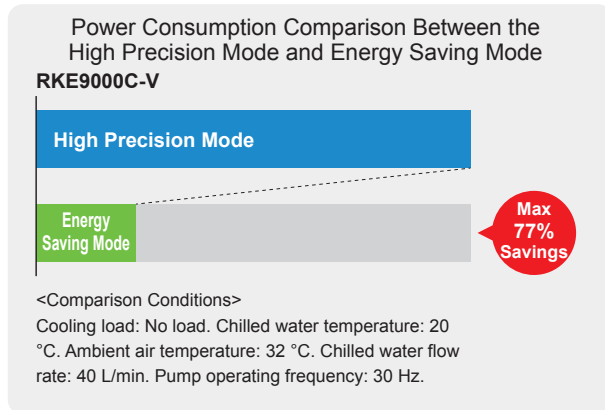 Power Consumption Comparison Between the
High Precision Mode and Energy Saving Mode
RKE9000C-V
High Precision Mode
Energy
Saving Mode
Max
77%
Savings
<Comparison Conditions>
Cooling load: No load. Chilled water temperature: 20
°C. Ambient air temperature: 32 °C. Chilled water flow
rate: 40 L/min. Pump operating frequency: 30 Hz.